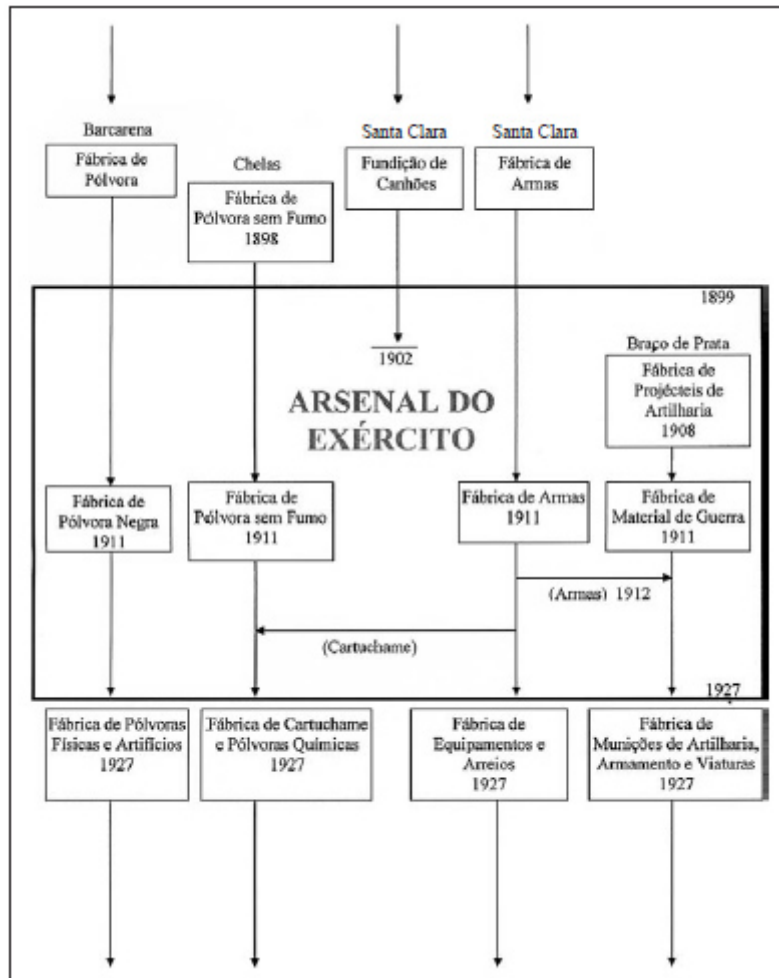 Barcarena
Fábrica de
Pólvora
Chelas
Fábrica de
Pólvora sem Fumo
1898
Santa Clara
Fundição de
Canhões
Santa Clara
Fábrica de
Armas
1899
1902
ARSENAL DO
EXÉRCITO
Braço de Prata
Fábrica de
Projécteis de
Artilharia
1908
Fábrica de
Pólvora Negra
1911
Fábrica de
Pólvora sem Fumo
1911
Fábrica de Armas
1911
Fábrica de
Material de Guerra
1911
(Armas) 1912
(Cartuchame)
1927
Fábrica de Pólvoras
Físicas e Artifícios
1927
Fábrica de Cartuchame
e Pólvoras Químicas
1927
Fábrica de
Equipamentos e
Arreios
1927
Fábrica de
Munições de Artilharia,
Armamento e Viaturas
1927